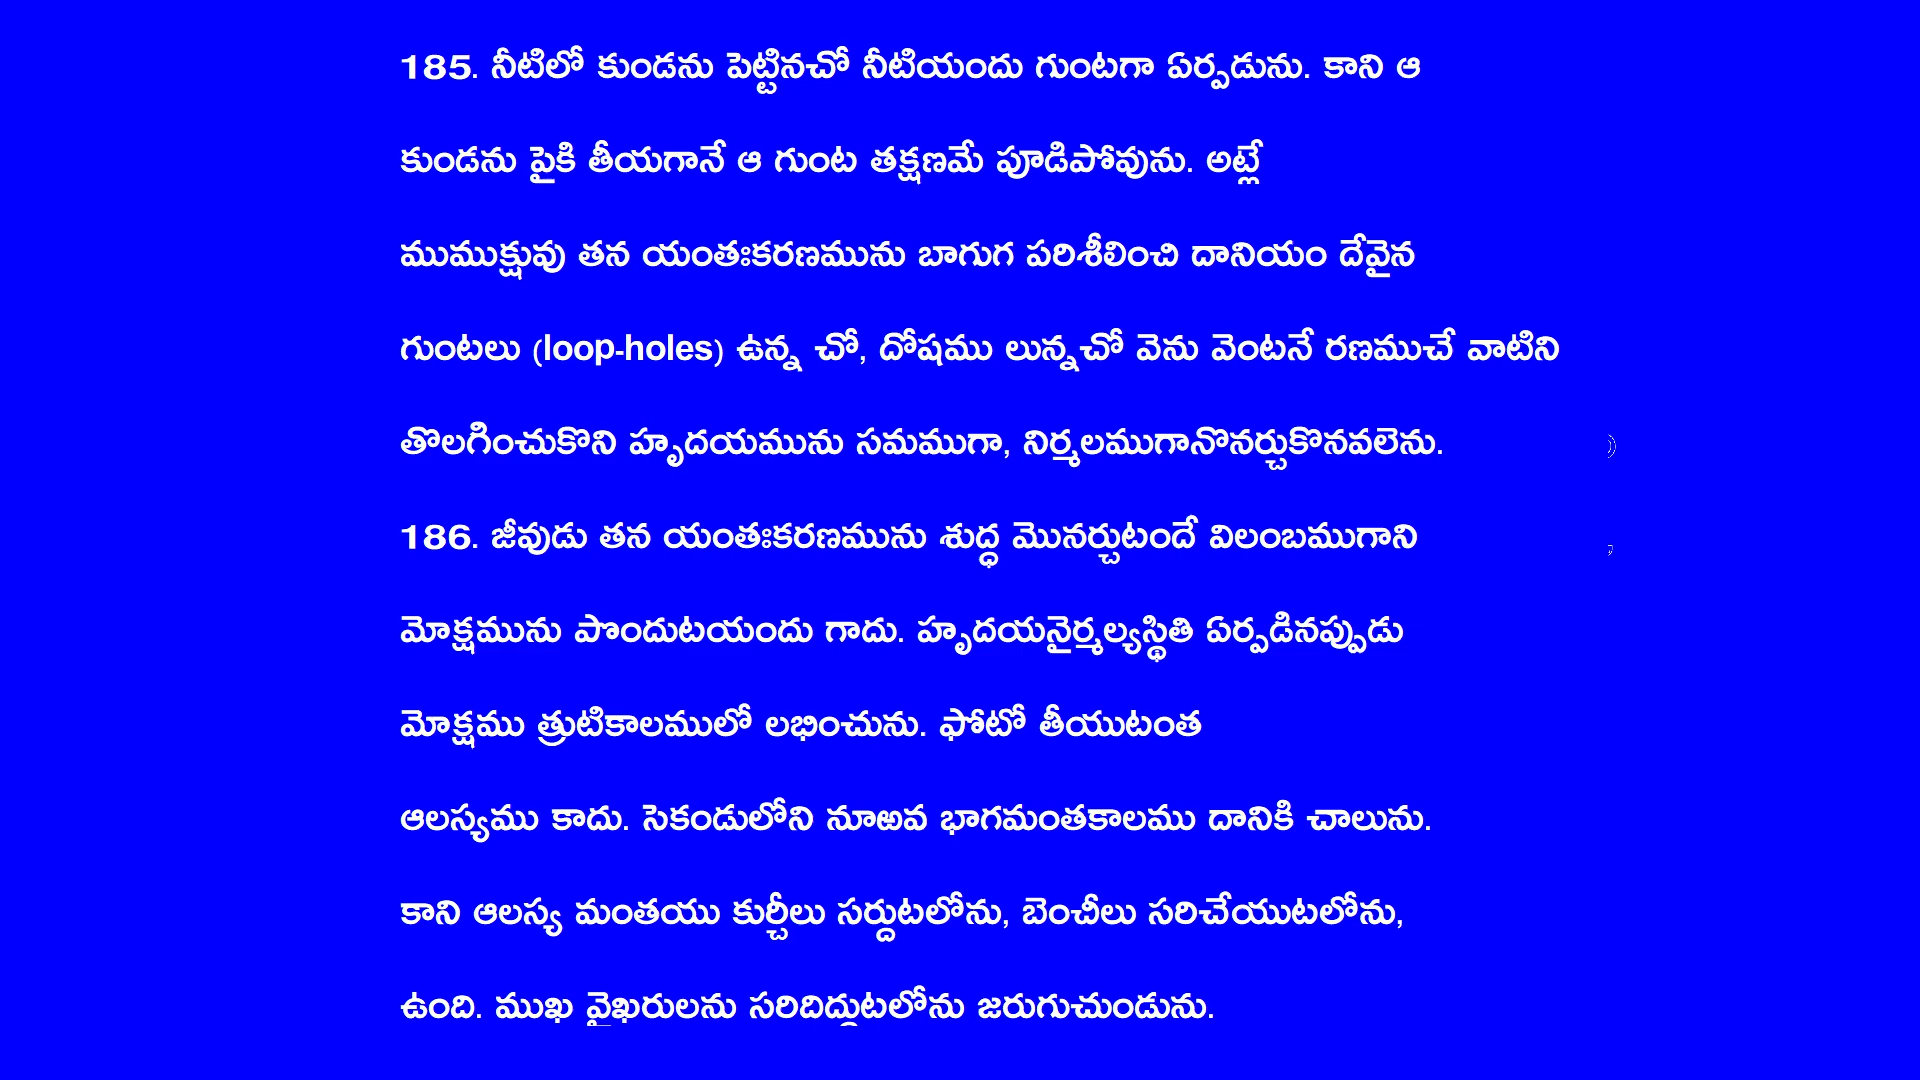 185. నీటిలో కుండను పెట్టినచో నీటియందు గుంటగా ఏర్పడును. కాని ఆ
కుండను పైకి తీయగానే ఆ గుంట తక్షణమే పూడిపోవును. అట్లే
ముముక్షువు తన యంతఃకరణమును బాగుగ పరిశీలించి దానియం దేవైన
గుంటలు (loop-holes) ఉన్న చో, దోషము లున్నచో వెను వెంటనే రణముచే వాటిని
తొలగించుకొని హృదయమును సమముగా, నిర్మలముగానొనర్చుకొనవలెను.
186. జీవుడు తన యంతఃకరణమును శుద్ధ మొనర్చుటందే విలంబముగాని
మోక్షమును పొందుటయందు గాదు. హృదయనైర్మల్యస్థితి ఏర్పడినప్పుడు
మోక్షము త్రుటికాలములో లభించును. ఫోటో తీయుటంత
ఆలస్యము కాదు. సెకండులోని నూఱవ భాగమంతకాలము దానికి చాలును.
కాని ఆలస్య మంతయు కుర్చీలు సర్దుటలోను, బెంచీలు సరిచేయుటలోను,
ఉంది. ముఖ వైఖరులను సరిదిద్దుటలోను జరుగుచుండును.